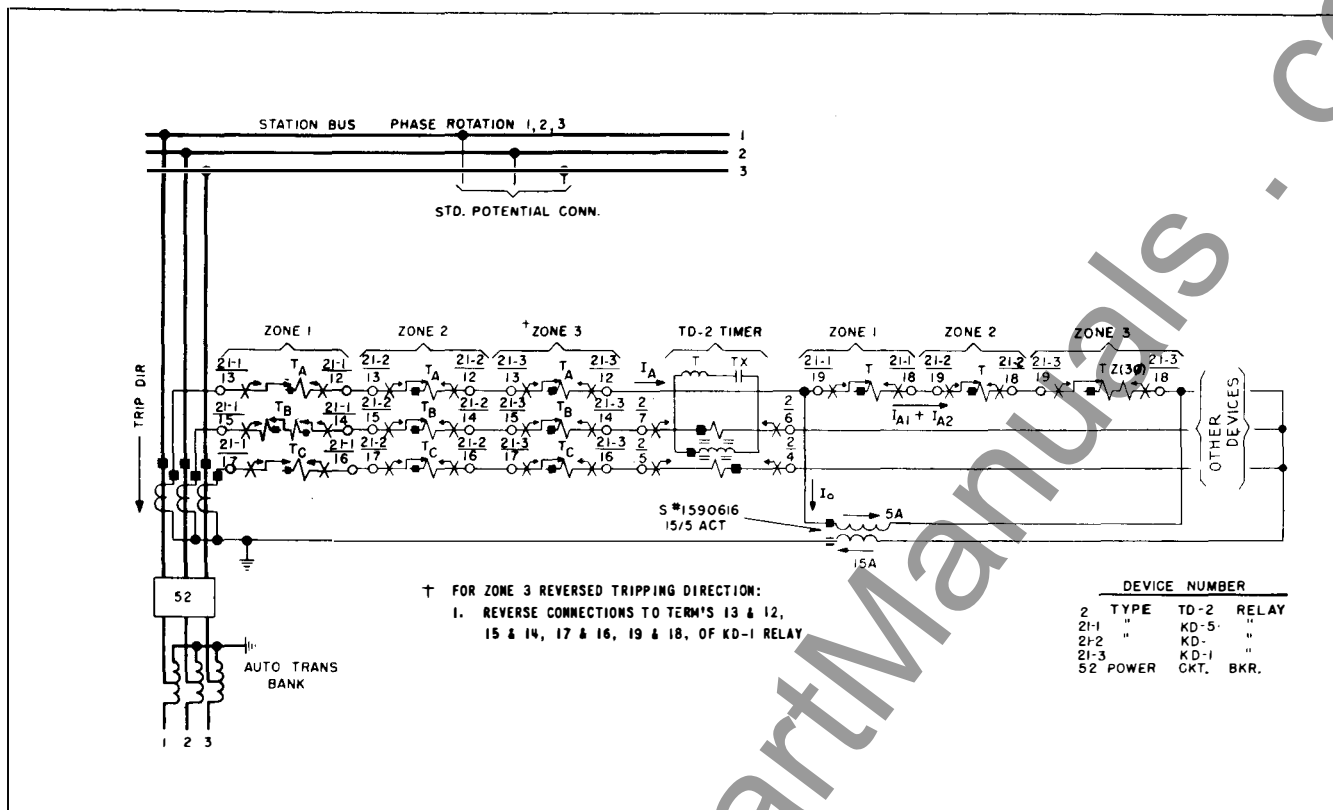 STATION BUS PHASE ROTATION 1, 2, 3
1
2
3
STD. POTENTIAL CONN.
TRIP DIR
ZONE 1
ZONE 2
† ZONE 3
TD-2 TIMER
ZONE 1
ZONE 2
ZONE 3
21-1 TA 21-1 21-2 TA 21-2 21-3 TA 21-3 IA T TX 21-1 T 21-1 21-2 T 21-2 21-3 T Z(3Ø) 21-3
13 12 13 12 13 12 19 18 19 18 19 18
IA1 + IA2
21-1 TB 21-1 21-2 TB 21-2 21-3 TB 21-3 2 2
15 14 15 14 15 14 7 6
21-1 TC 21-1 21-2 TC 21-2 21-3 TC 21-3 2 2
17 16 17 16 17 16 5 4
OTHER
DEVICES
Io
S#1590616
15/5 ACT
5A
15A
52
† FOR ZONE 3 REVERSED TRIPPING DIRECTION:
1. REVERSE CONNECTIONS TO TERM'S 13 & 12,
15 & 14, 17 & 16, 19 & 18, OF KD-1 RELAY
DEVICE NUMBER
2 TYPE TD-2 RELAY
21-1 " KD-5 "
21-2 " KD- "
21-3 KD-1 "
52 POWER CKT. BKR.
AUTO TRANS
BANK
1 2 3